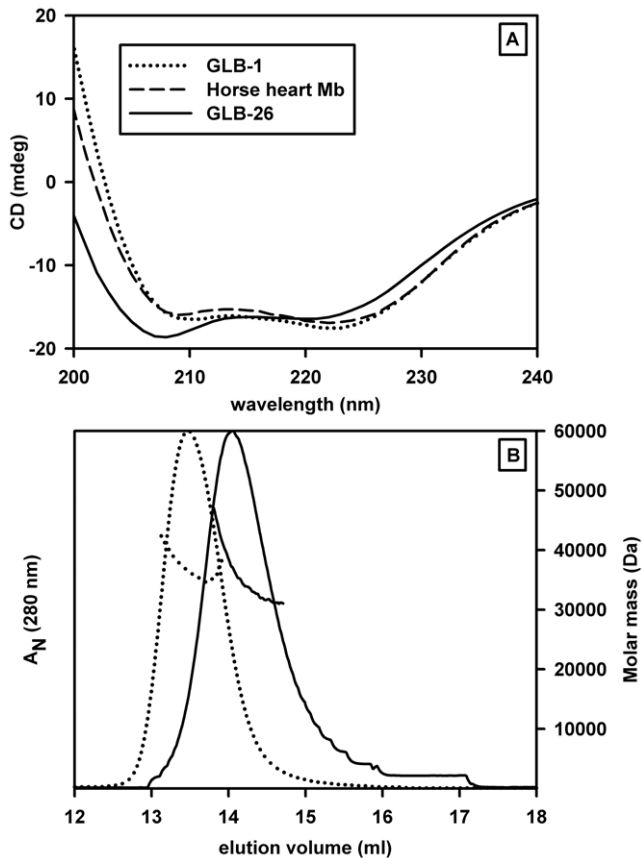 20
10
0
-10
-20
CD (mdeg)
A
GLB-1
Horse heart Mb
GLB-26
200 210 220 230 240
wavelength (nm)
B
AN (280 nm)
60000
50000
40000
30000
20000
10000
Molar mass (Da)
12 13 14 15 16 17 18
elution volume (ml)